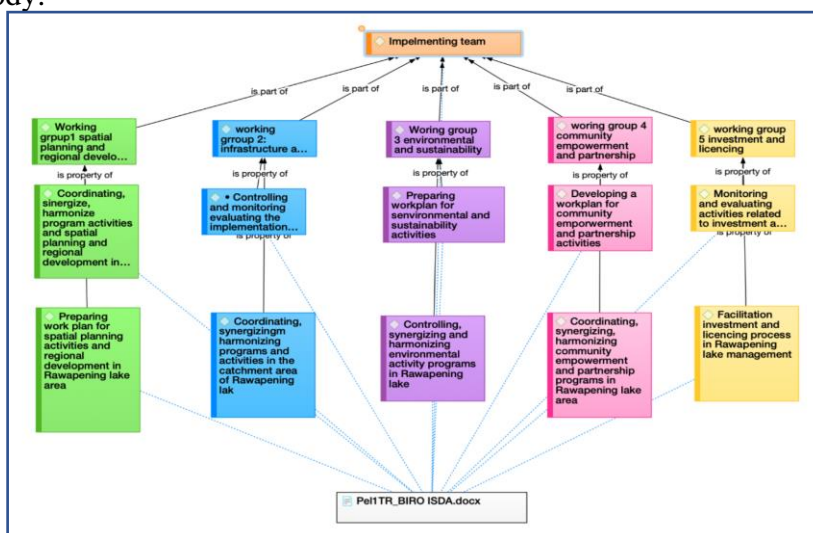 Impelmenting team
is part of
is part of
is part of
is part of
is part of
Working
grpup1 spatial
planning and
regional develo...
working
grroup 2:
infrastructure a...
Woring group
3 environmental
and sustainability
woring group 4
community
empowerment
and partnership
working group
5 investment and
licencing
is property of
is property of
is property of
is property of
is property of
Coordinating,
sinergize,
harmonize
program activities
and spatial
planning and
regional
development in...
• Controlling
and monitoring
evaluating the
implementation...
is property of
Preparing
workplan for
senvironmental and
sustainability
activities
Developing a
workplan for
community
emporwerment
and partnership
activities
Monitoring
and evaluating
activities related
to investment a...
is property of
Preparing
work plan for
spatial planning
activities and
regional
development in
Rawapening lake
area
Coordinating,
synergizingm
harmonizing
programs and
activities in the
catchment area
of Rawapening
lak
Controlling,
synergizing and
harmonizing
environmental
activity programs
in Rawapening
lake
Coordinating,
synergizing,
harmonizing
community
empowerment
and partnership
programs in
Rawapening lake
area
Facilitation
investment and
licencing process
in Rawapening
lake management
Pel1TR_BIRO ISDA.docx